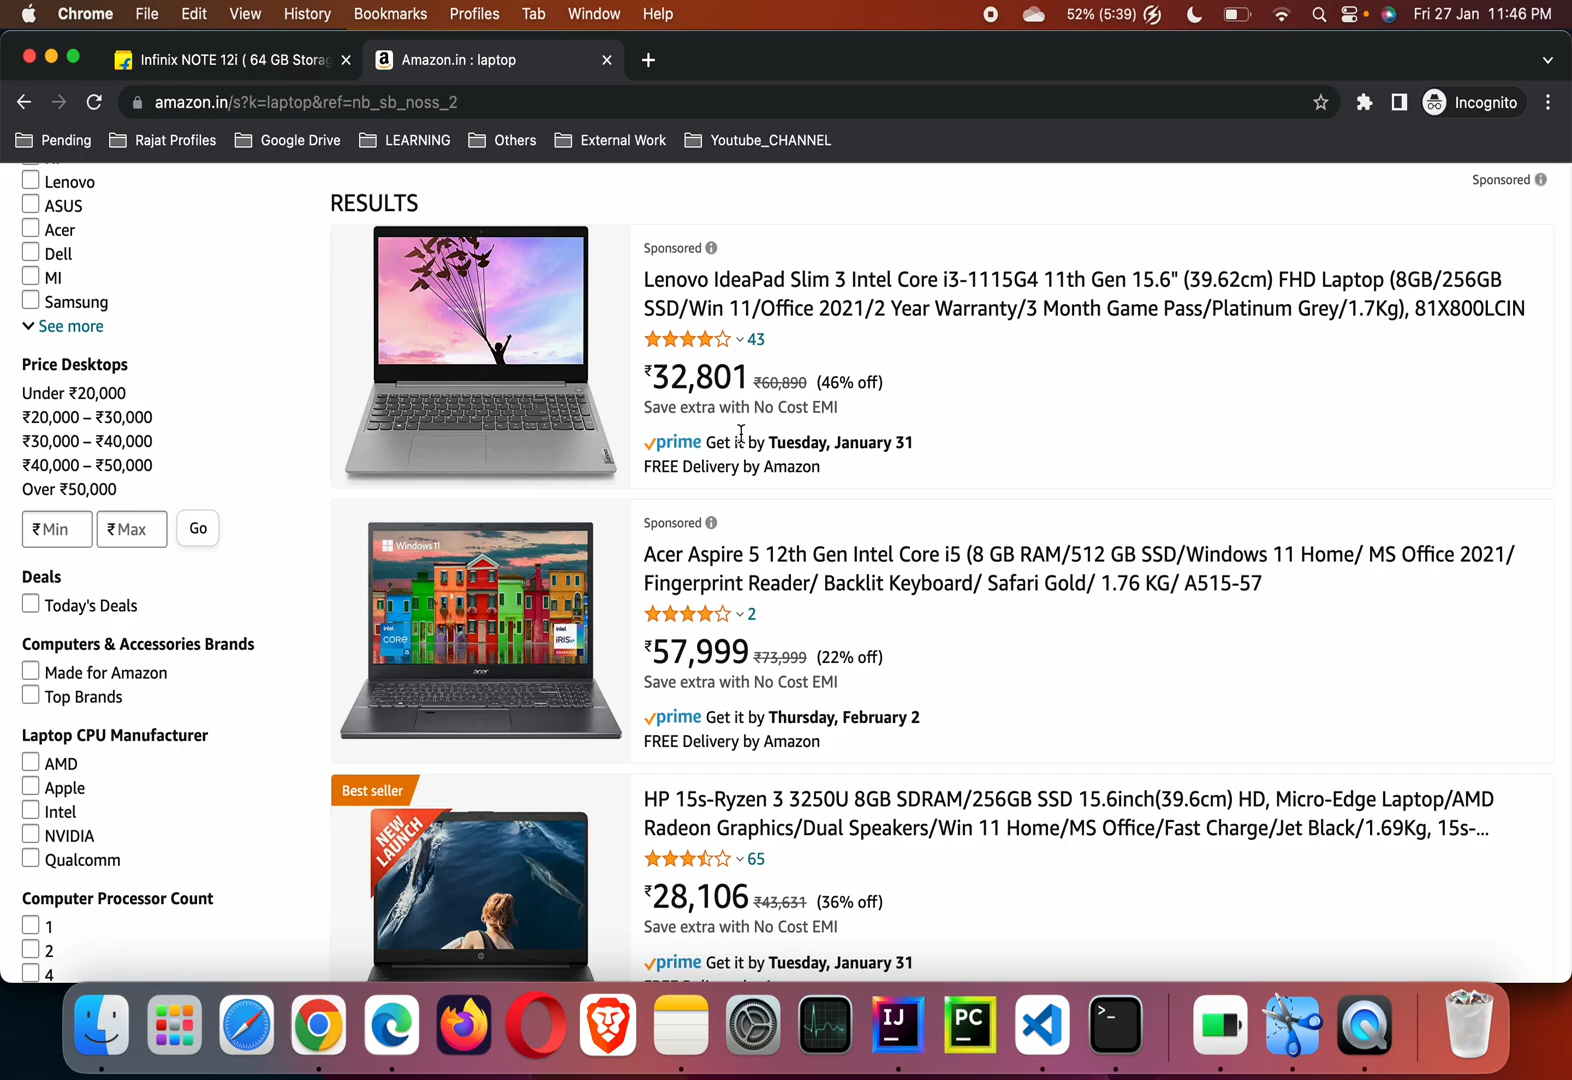 Chrome File Edit View History Bookmarks Profiles Tab Window Help 52% (5:39) Fri 27 Jan 11:46 PM
Infinix NOTE 12i ( 64 GB Storag
Amazon.in : laptop
amazon.in/s?k=laptop&ref=nb_sb_noss_2
Incognito
Pending Rajat Profiles Google Drive LEARNING Others External Work Youtube_CHANNEL
Lenovo
ASUS
Acer
Dell
MI
Samsung
See more
Price Desktops
Under ₹20,000
₹20,000 – ₹30,000
₹30,000 – ₹40,000
₹40,000 – ₹50,000
Over ₹50,000
₹ Min ₹ Max Go
Deals
Today's Deals
Computers & Accessories Brands
Made for Amazon
Top Brands
Laptop CPU Manufacturer
AMD
Apple
Intel
NVIDIA
Qualcomm
Computer Processor Count
1
2
4
Sponsored
RESULTS
Sponsored
Lenovo IdeaPad Slim 3 Intel Core i3-1115G4 11th Gen 15.6" (39.62cm) FHD Laptop (8GB/256GB
SSD/Win 11/Office 2021/2 Year Warranty/3 Month Game Pass/Platinum Grey/1.7Kg), 81X800LCIN
43
₹32,801 ₹60,890 (46% off)
Save extra with No Cost EMI
prime Get it by Tuesday, January 31
FREE Delivery by Amazon
Windows 11
intel CORE
intel iRIS xe GRAPHICS
acer
Sponsored
Acer Aspire 5 12th Gen Intel Core i5 (8 GB RAM/512 GB SSD/Windows 11 Home/ MS Office 2021/
Fingerprint Reader/ Backlit Keyboard/ Safari Gold/ 1.76 KG/ A515-57
2
₹57,999 ₹73,999 (22% off)
Save extra with No Cost EMI
prime Get it by Thursday, February 2
FREE Delivery by Amazon
Best seller
NEW LAUNCH
HP 15s-Ryzen 3 3250U 8GB SDRAM/256GB SSD 15.6inch(39.6cm) HD, Micro-Edge Laptop/AMD
Radeon Graphics/Dual Speakers/Win 11 Home/MS Office/Fast Charge/Jet Black/1.69Kg, 15s-...
65
₹28,106 ₹43,631 (36% off)
Save extra with No Cost EMI
prime Get it by Tuesday, January 31
IJ
PC
>_